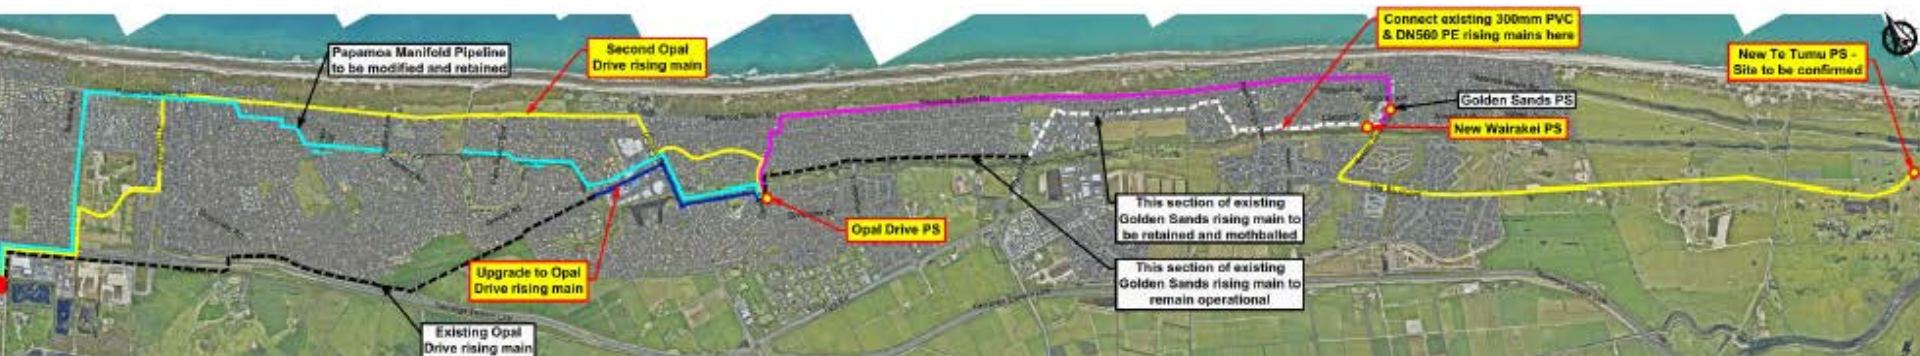 Papamoa Manifold Pipeline
to be modified and retained
Second Opal
Drive rising main
Connect existing 300mm PVC
& DN560 PE rising mains here
New Te Tumu PS -
Site to be confirmed
Golden Sands PS
New Wairakei PS
Opal Drive PS
This section of existing
Golden Sands rising main to
be retained and mothballed
This section of existing
Golden Sands rising main to
remain operational
Upgrade to Opal
Drive rising main
Existing Opal
Drive rising main